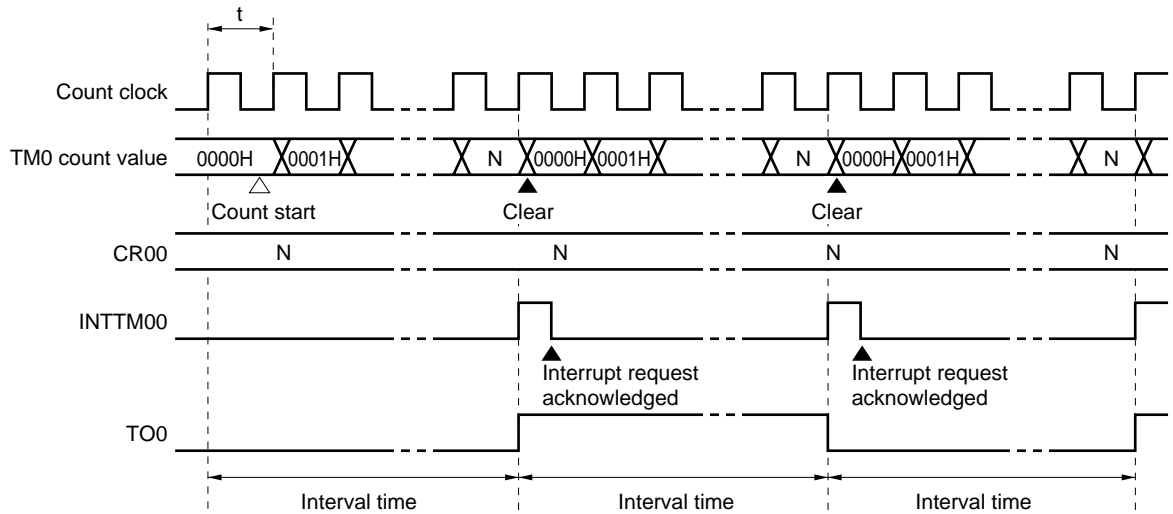 t
Count clock
TM0 count value
0000H 0001H N 0000H 0001H N 0000H 0001H N
Count start Clear Clear
CR00 N N N N
INTTM00
Interrupt request
acknowledged
Interrupt request
acknowledged
TO0
Interval time Interval time Interval time